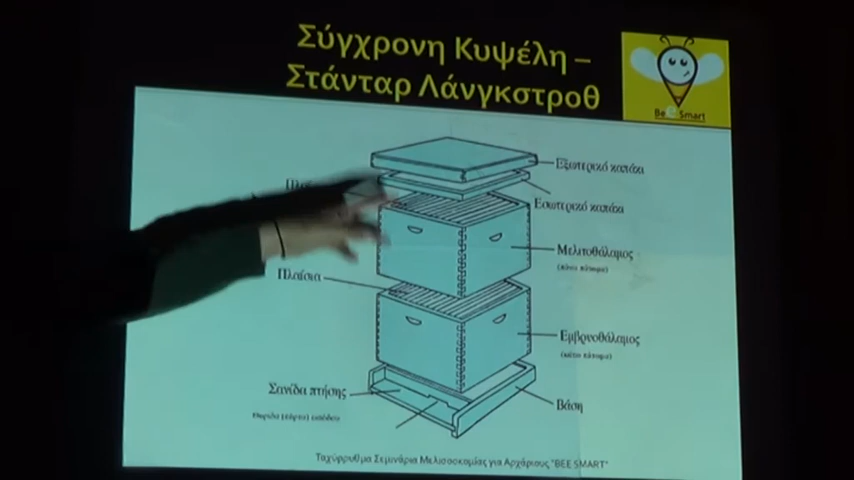 Σύγχρονη Κυψέλη –
Στάνταρ Λάνγκστροθ
Bee Smart
Εξωτερικό καπάκι
Εσωτερικό καπάκι
Μελιτοθάλαμος
Πλαίσια
Εμβρυοθάλαμος
Σανίδα πτήσης
Βάση
Ταχύρρυθμα Σεμινάρια Μελισσοκομίας για Αρχάριους "BEE SMART"